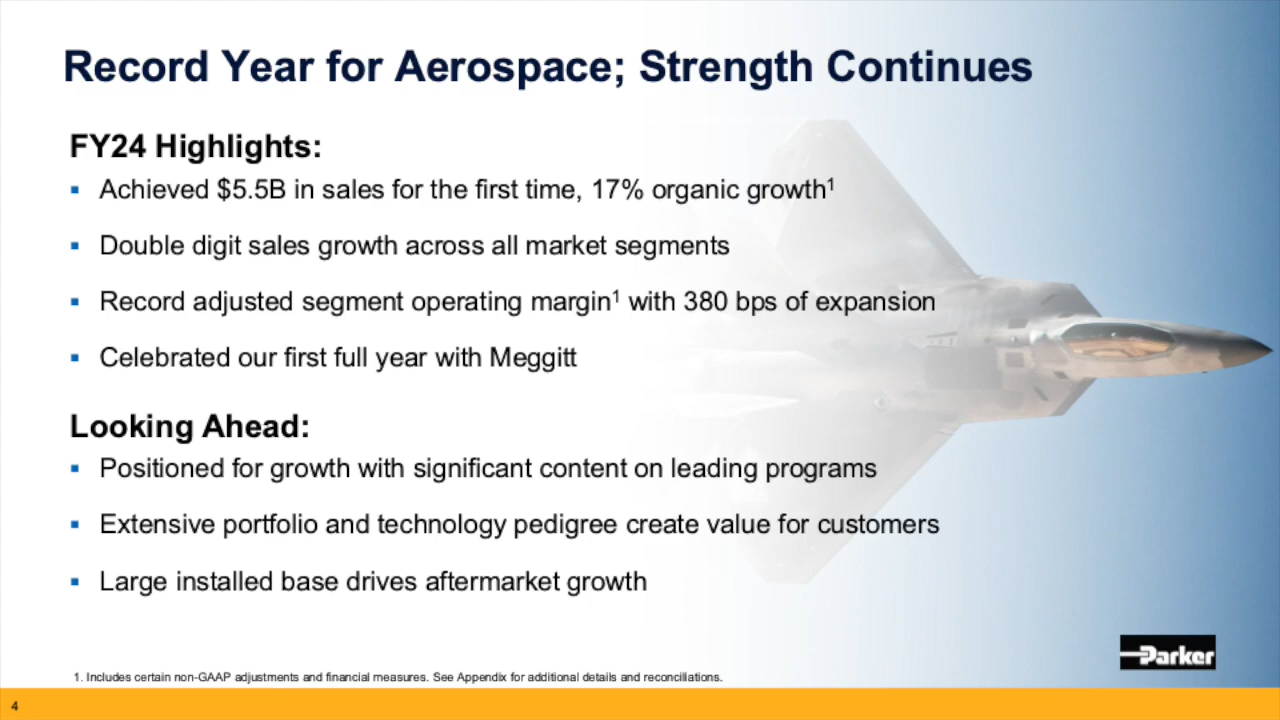 Record Year for Aerospace; Strength Continues
FY24 Highlights:
▪ Achieved $5.5B in sales for the first time, 17% organic growth¹
▪ Double digit sales growth across all market segments
▪ Record adjusted segment operating margin¹ with 380 bps of expansion
▪ Celebrated our first full year with Meggitt
Looking Ahead:
▪ Positioned for growth with significant content on leading programs
▪ Extensive portfolio and technology pedigree create value for customers
▪ Large installed base drives aftermarket growth
Parker
1. Includes certain non-GAAP adjustments and financial measures. See Appendix for additional details and reconciliations.
4